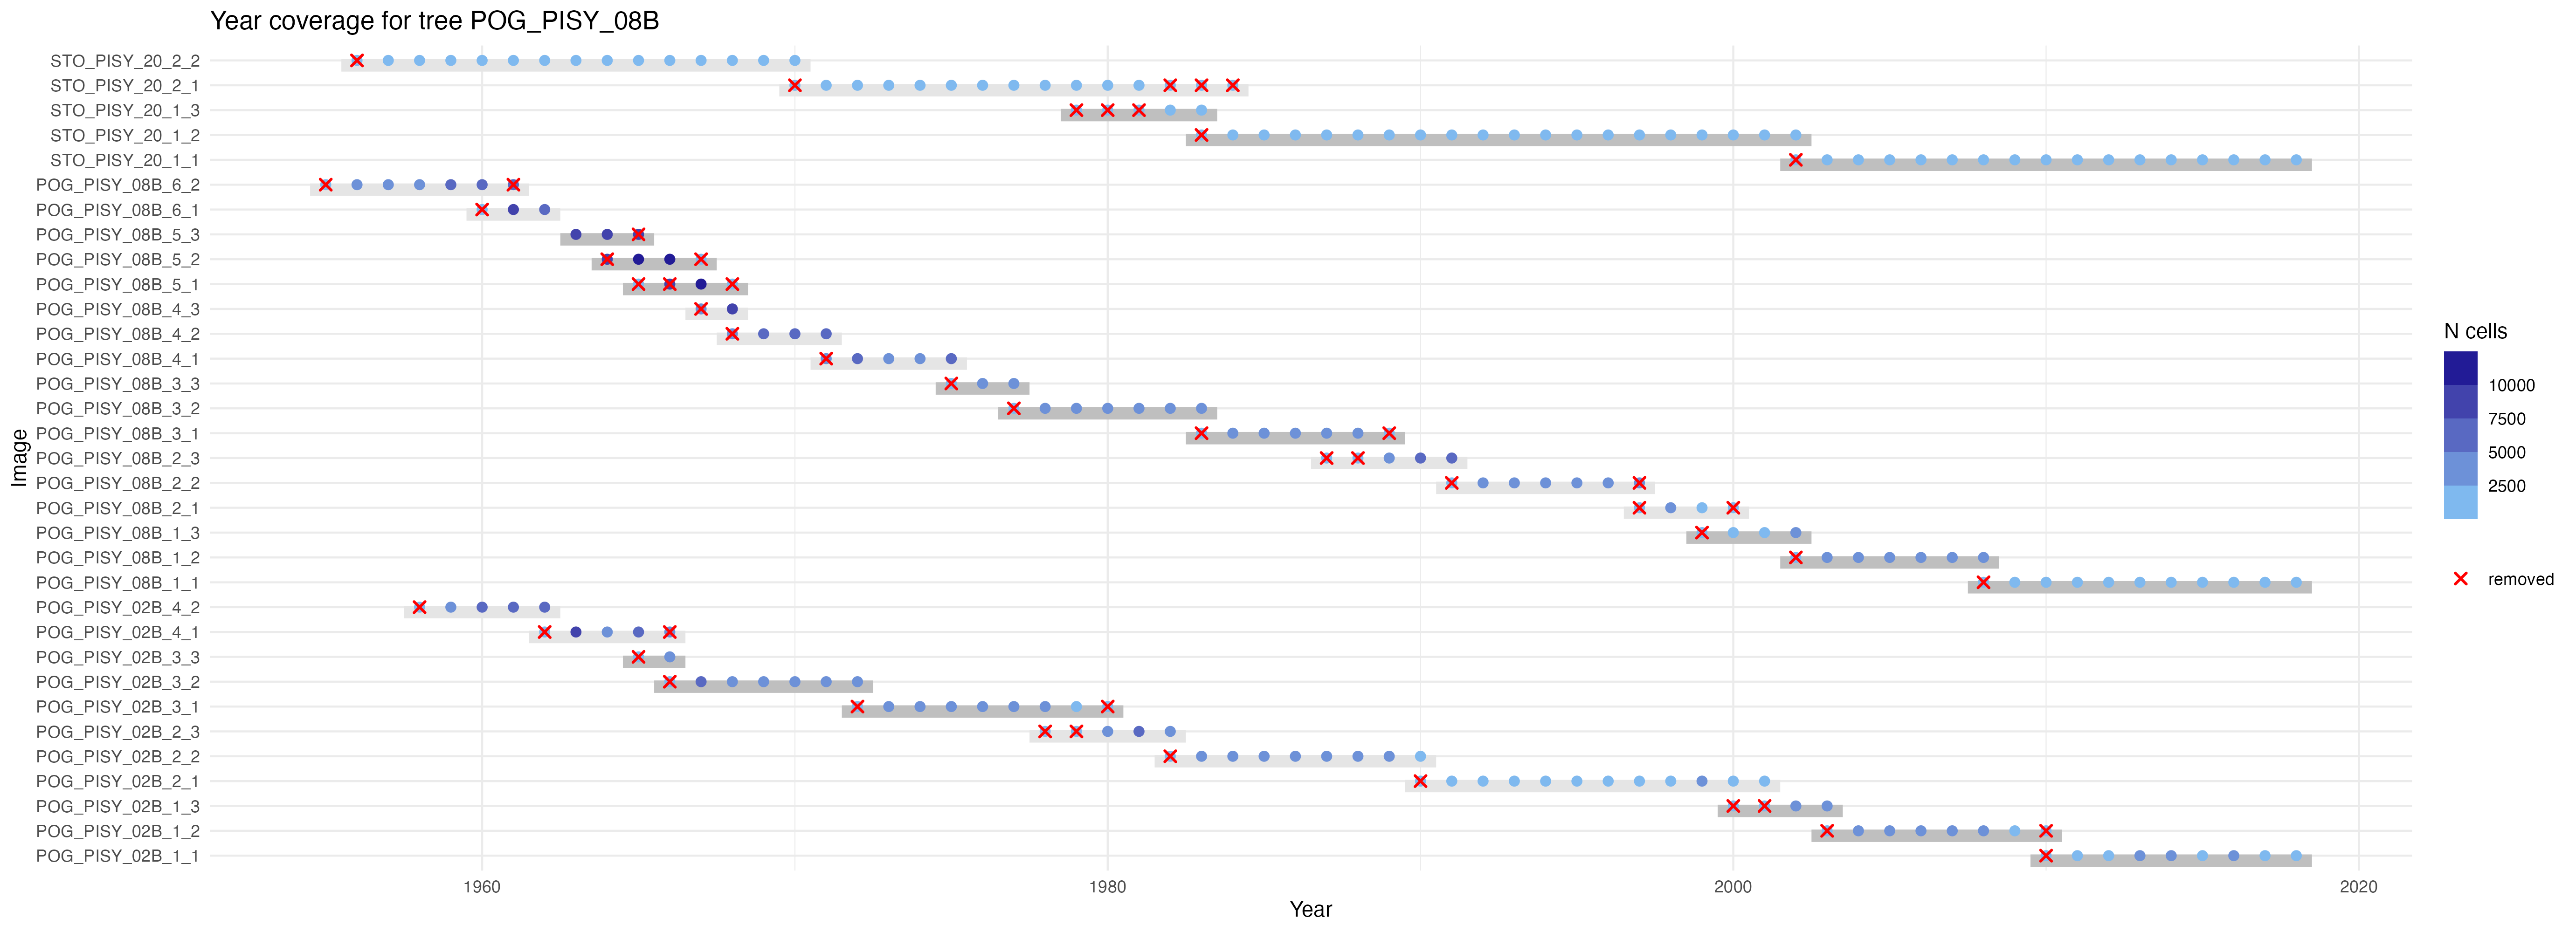 Year coverage for tree POG_PISY_08B
STO_PISY_20_2_2
STO_PISY_20_2_1
STO_PISY_20_1_3
STO_PISY_20_1_2
STO_PISY_20_1_1
POG_PISY_08B_6_2
POG_PISY_08B_6_1
POG_PISY_08B_5_3
POG_PISY_08B_5_2
POG_PISY_08B_5_1
POG_PISY_08B_4_3
POG_PISY_08B_4_2
POG_PISY_08B_4_1
POG_PISY_08B_3_3
POG_PISY_08B_3_2
POG_PISY_08B_3_1
POG_PISY_08B_2_3
POG_PISY_08B_2_2
POG_PISY_08B_2_1
POG_PISY_08B_1_3
POG_PISY_08B_1_2
POG_PISY_08B_1_1
POG_PISY_02B_4_2
POG_PISY_02B_4_1
POG_PISY_02B_3_3
POG_PISY_02B_3_2
POG_PISY_02B_3_1
POG_PISY_02B_2_3
POG_PISY_02B_2_2
POG_PISY_02B_2_1
POG_PISY_02B_1_3
POG_PISY_02B_1_2
POG_PISY_02B_1_1
Image
1960 1980 2000 2020
Year
N cells
10000
7500
5000
2500
removed